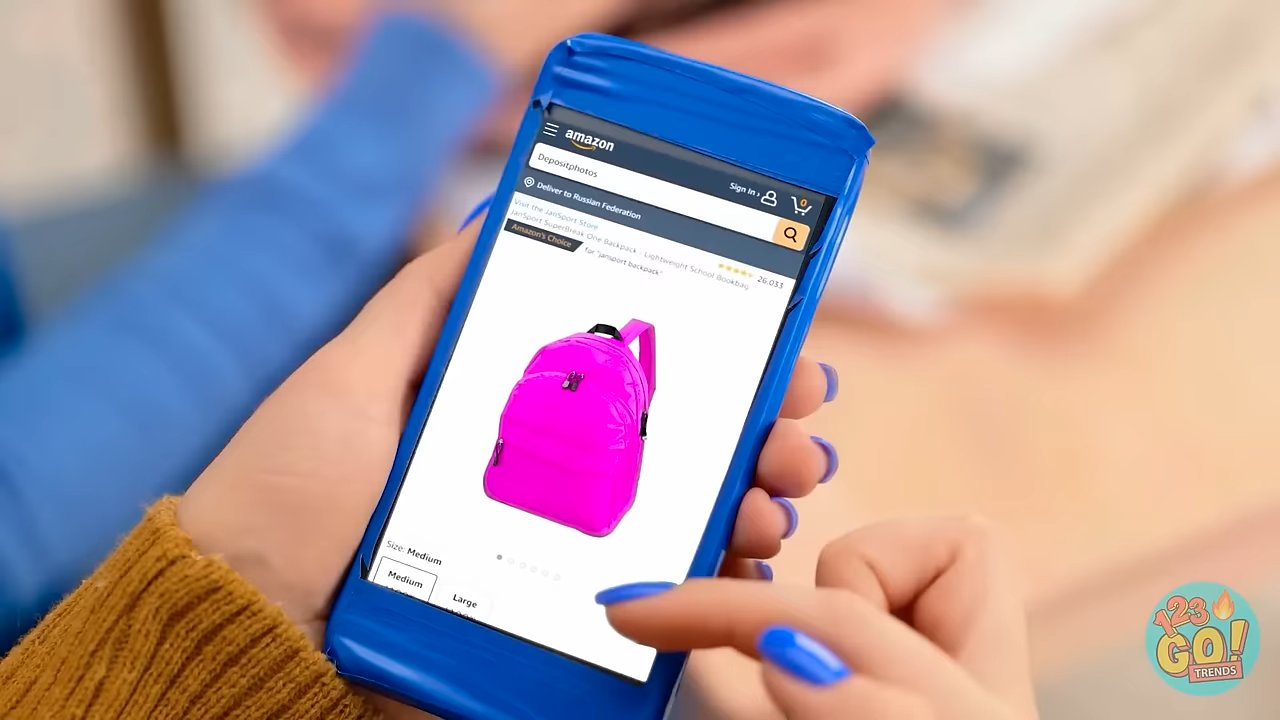 amazon
Depositphotos
Sign in ›
0
Deliver to Russian Federation
Visit the JanSport Store
JanSport SuperBreak One Backpack - Lightweight School Bookbag
26,033
Amazon's Choice
for "jansport backpack"
Size: Medium
Medium
Large
123
GO!
TRENDS